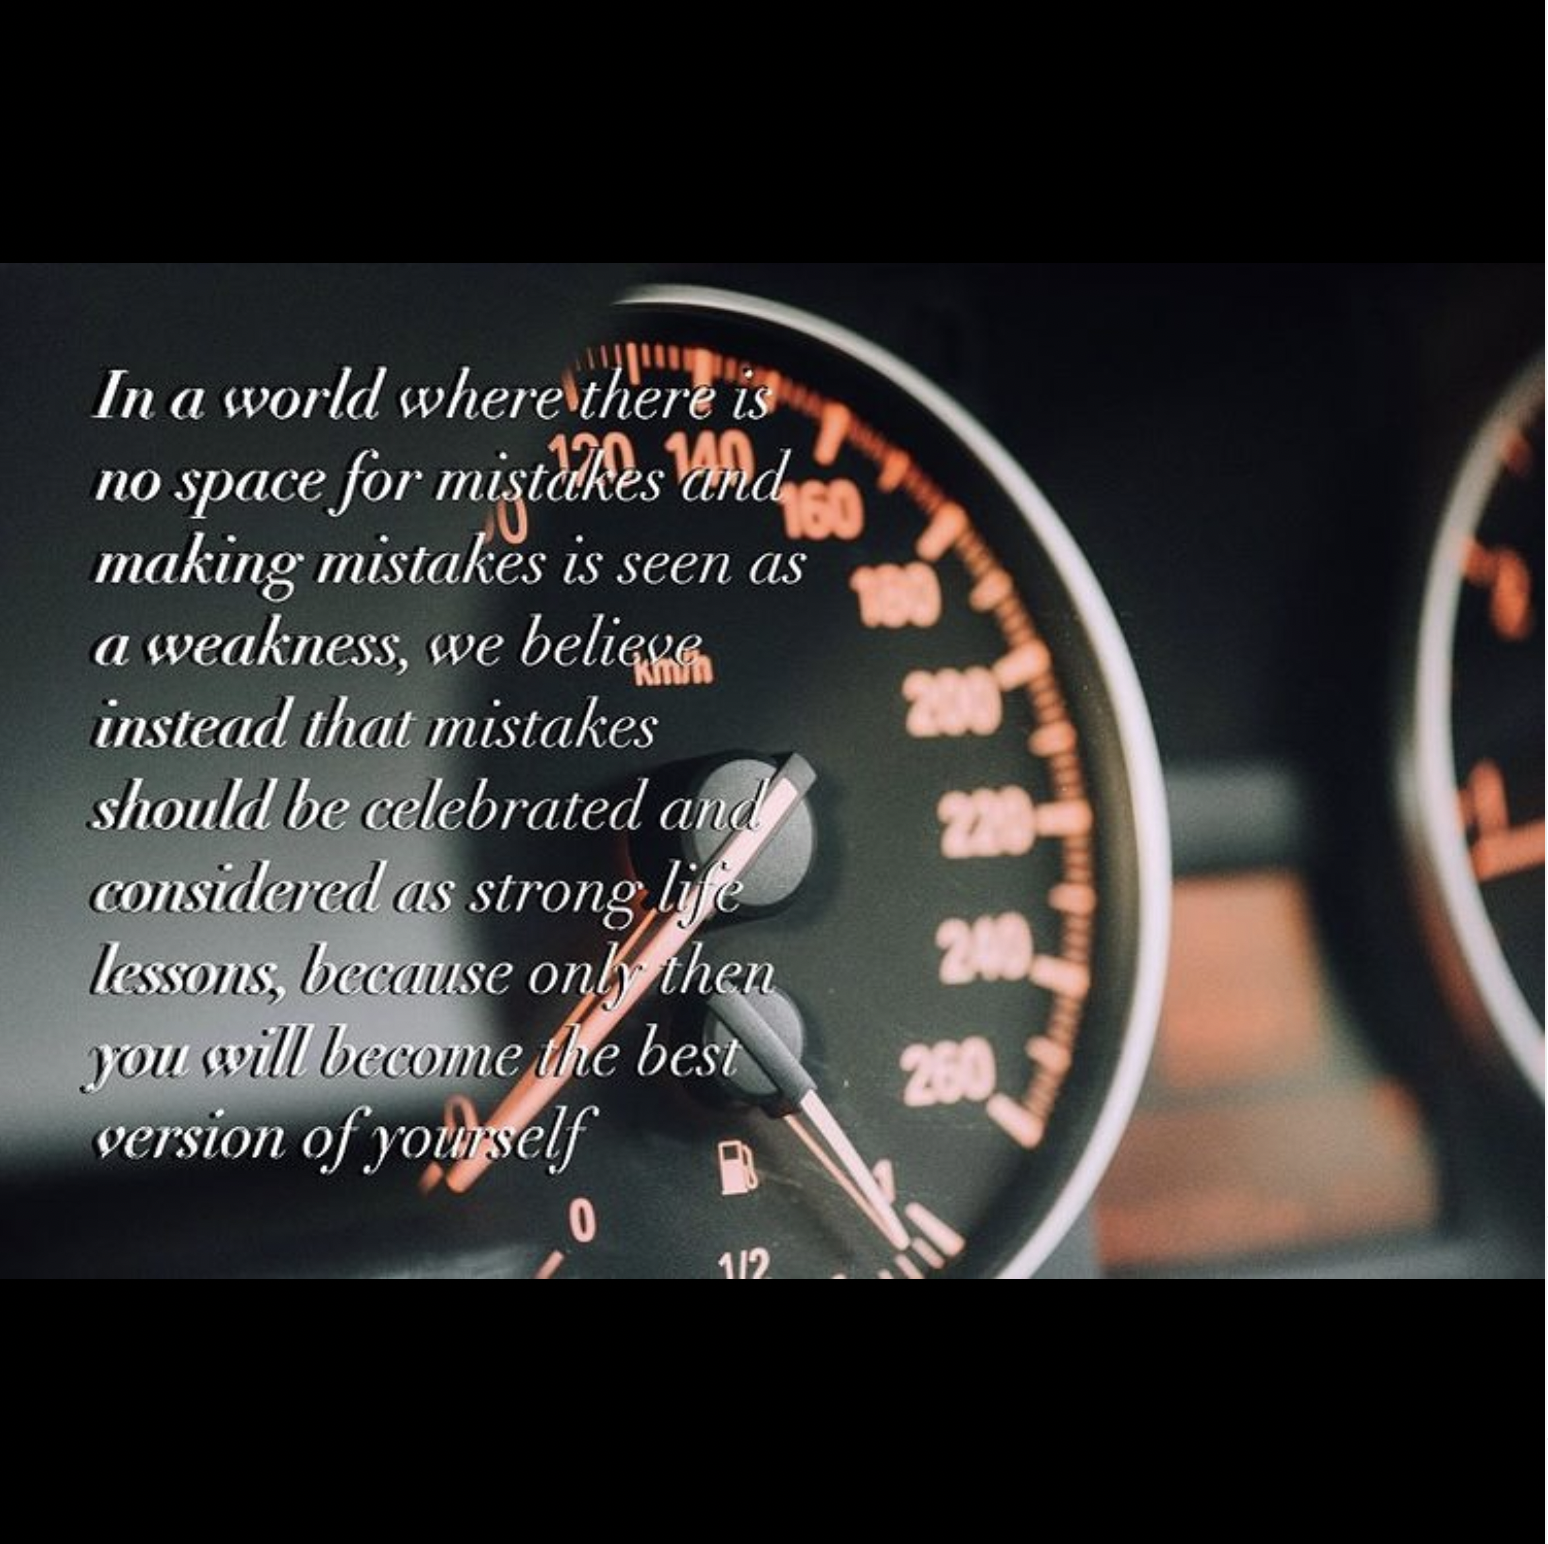 In a world where there is
no space for mistakes and
making mistakes is seen as
a weakness, we believe
instead that mistakes
should be celebrated and
considered as strong life
lessons, because only then
you will become the best
version of yourself
120 140
160
180
200
220
240
260
km/h
0
0
1/2
1